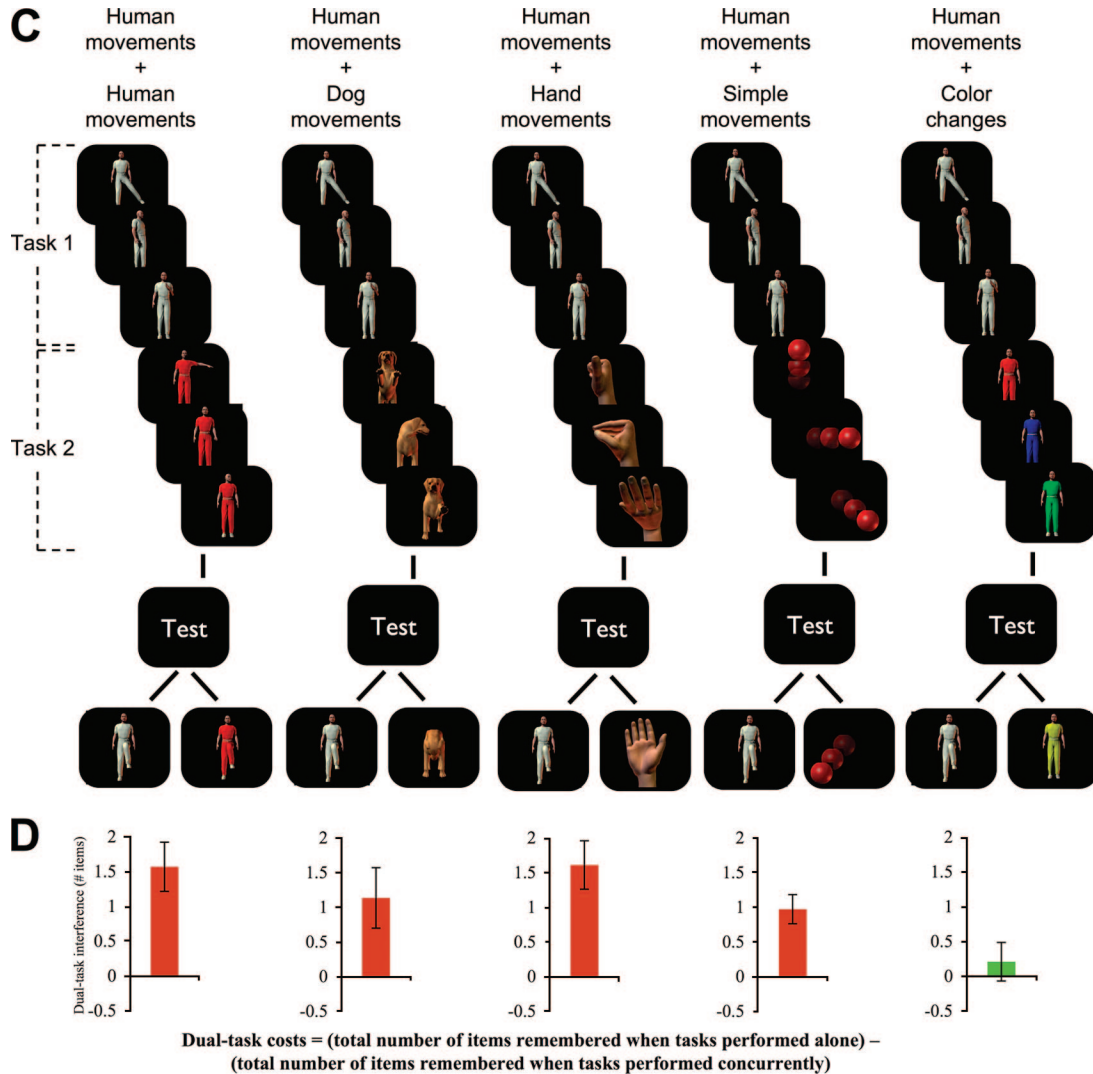 C
Human movements + Human movements
Human movements + Dog movements
Human movements + Hand movements
Human movements + Simple movements
Human movements + Color changes
Task 1
Task 2
Test
Test
Test
Test
Test
D
Dual-task interference (# items)
2
1.5
1
0.5
0
-0.5
2
1.5
1
0.5
0
-0.5
2
1.5
1
0.5
0
-0.5
2
1.5
1
0.5
0
-0.5
2
1.5
1
0.5
0
-0.5
Dual-task costs = (total number of items remembered when tasks performed alone) –
(total number of items remembered when tasks performed concurrently)